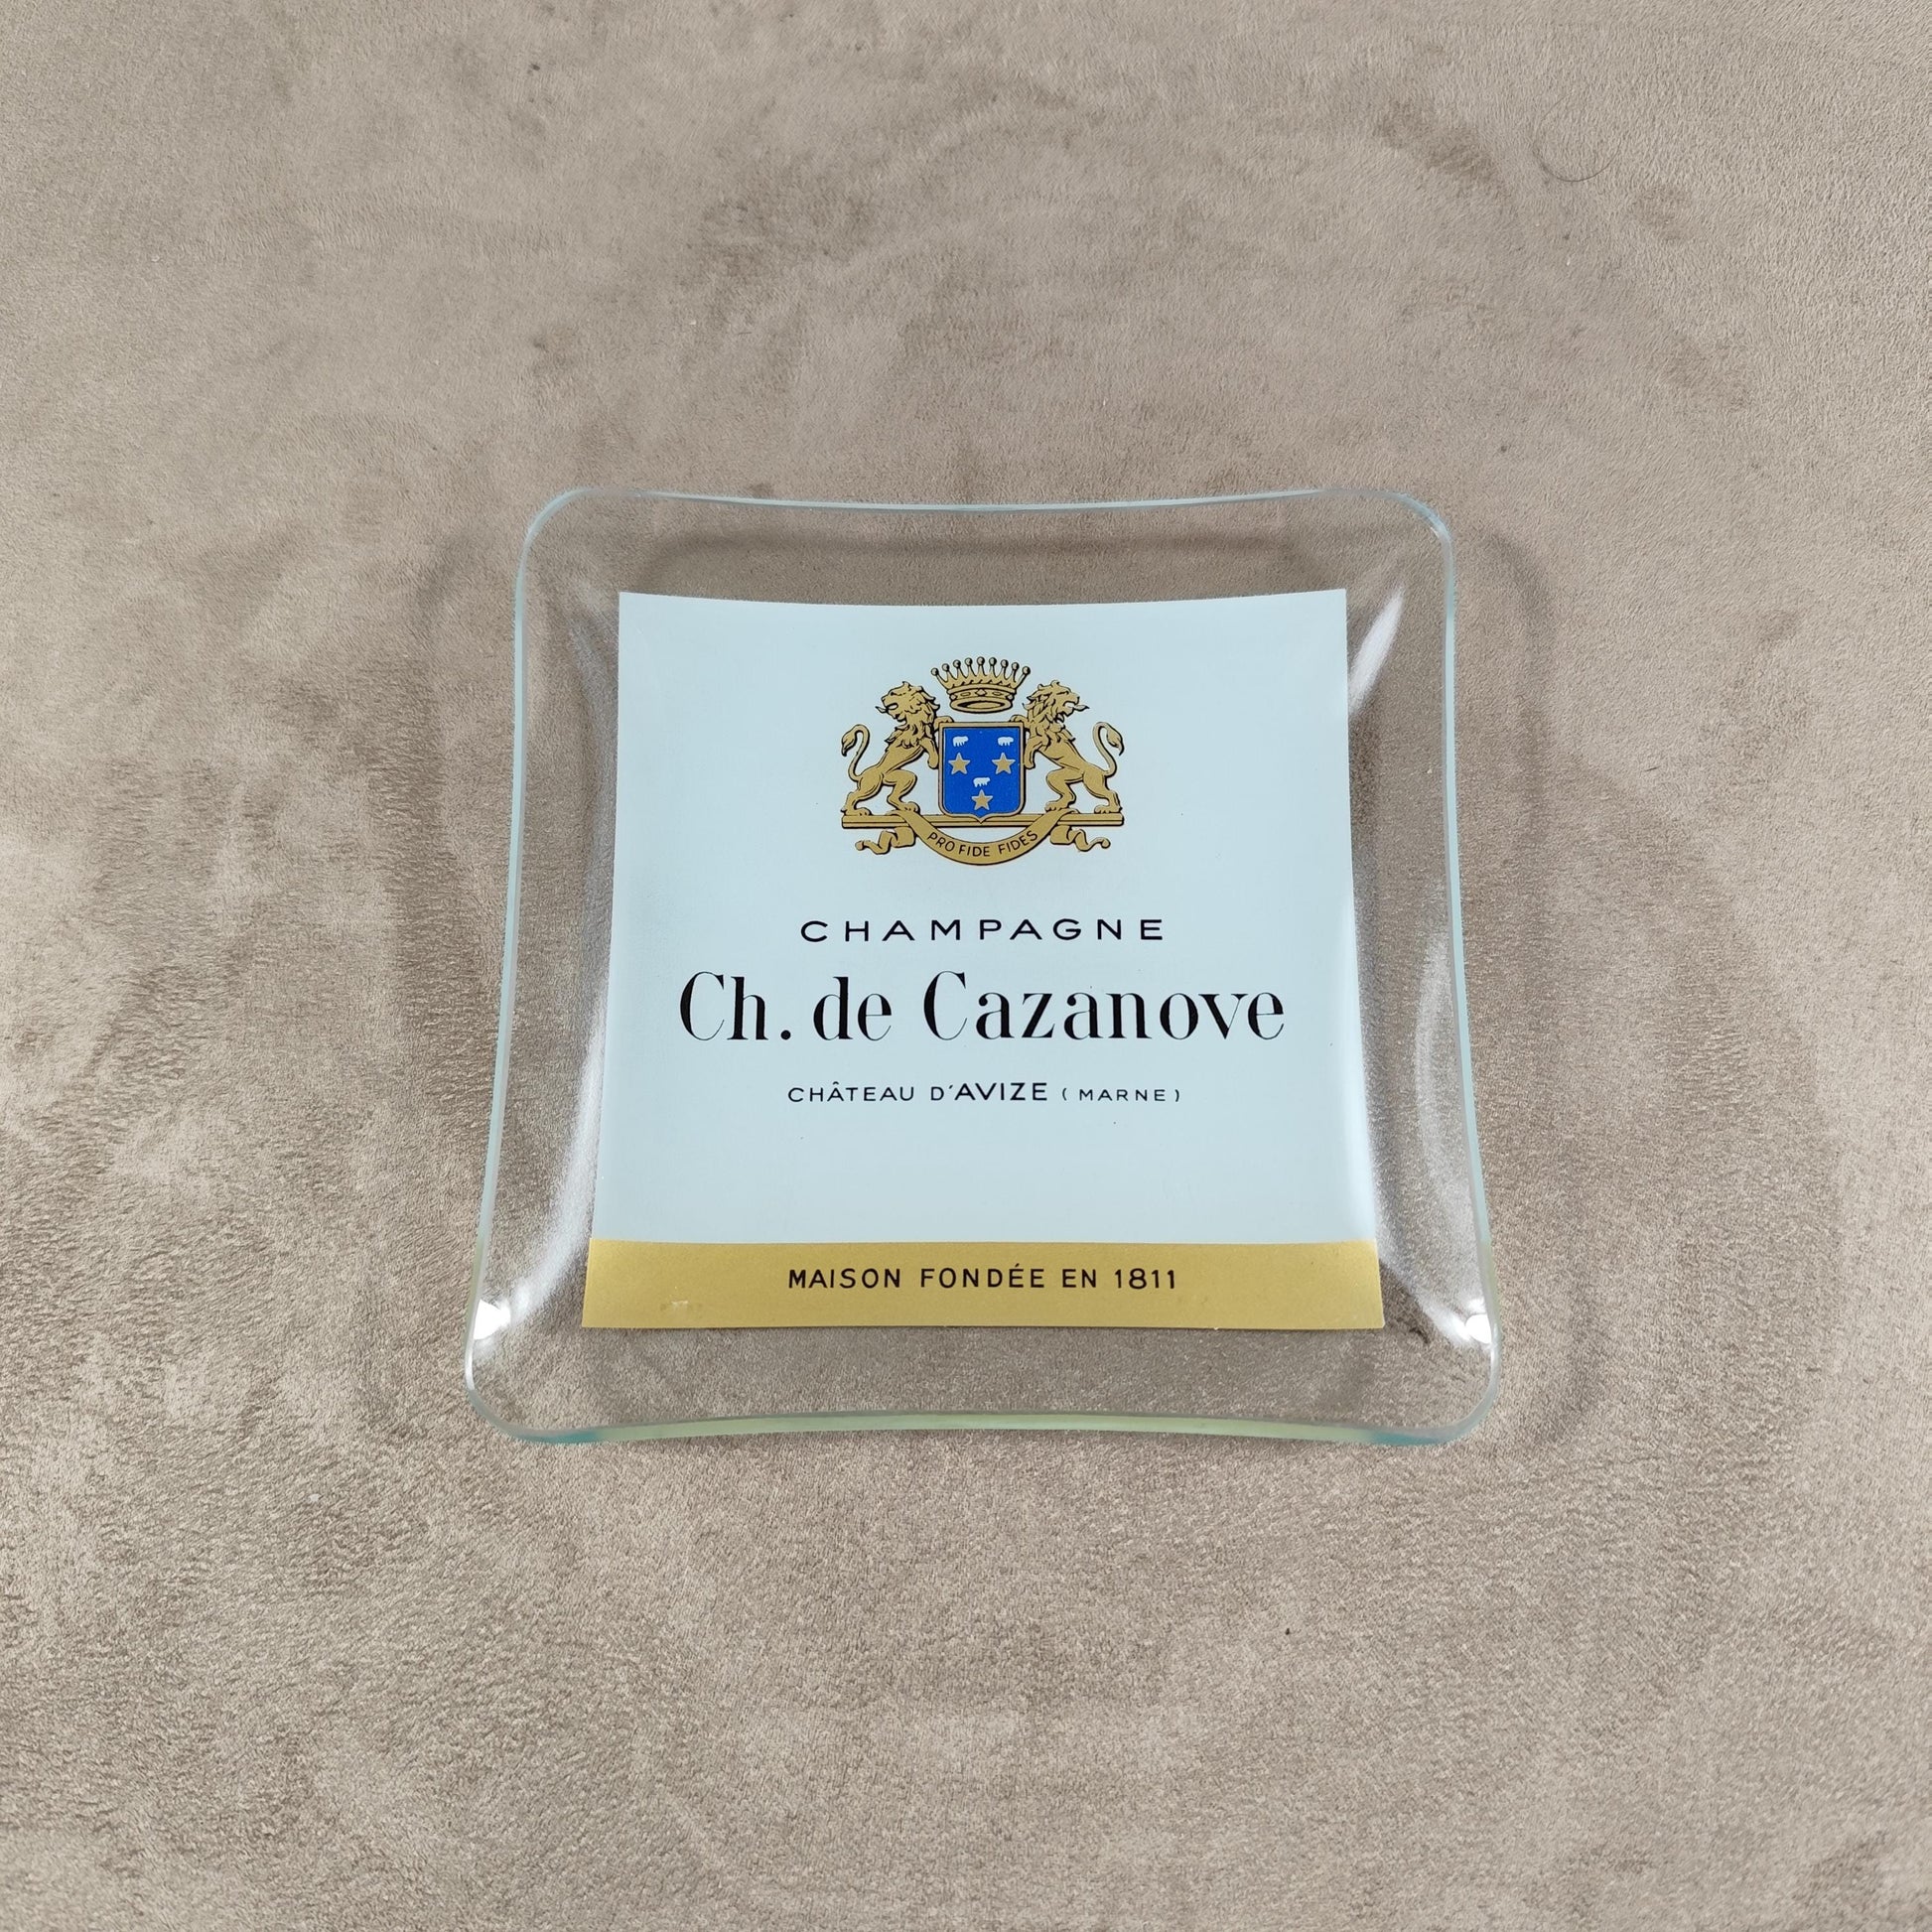 PRO FIDE FIDES
CHAMPAGNE
Ch. de Cazanove
CHÂTEAU D'AVIZE (MARNE)
MAISON FONDÉE EN 1811